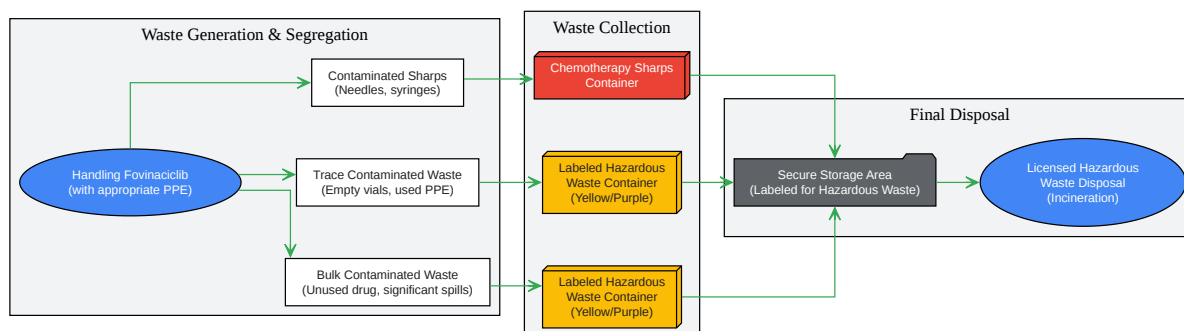 Waste Generation & Segregation
Handling Fovinaciclib
(with appropriate PPE)
Contaminated Sharps
(Needles, syringes)
Trace Contaminated Waste
(Empty vials, used PPE)
Bulk Contaminated Waste
(Unused drug, significant spills)
Waste Collection
Chemotherapy Sharps
Container
Labeled Hazardous
Waste Container
(Yellow/Purple)
Labeled Hazardous
Waste Container
(Yellow/Purple)
Final Disposal
Secure Storage Area
(Labeled for Hazardous Waste)
Licensed Hazardous
Waste Disposal
(Incineration)